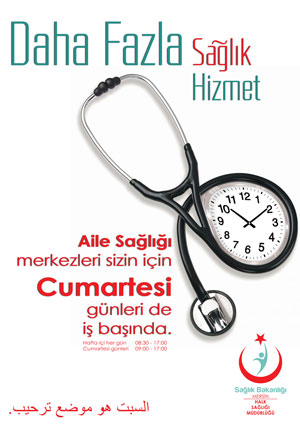 Daha Fazla Sağlık
Hizmet
12
1
2
3
4
5
6
7
8
9
10
11
Aile Sağlığı
merkezleri sizin için
Cumartesi
günleri de
iş başında.
Hafta içi her gün 08:30 - 17:00
Cumartesi günleri 09:00 - 17:00
Sağlık Bakanlığı
MERSİN
HALK
SAĞLIĞI
MÜDÜRLÜĞÜ
السبت هو موضع ترحيب.